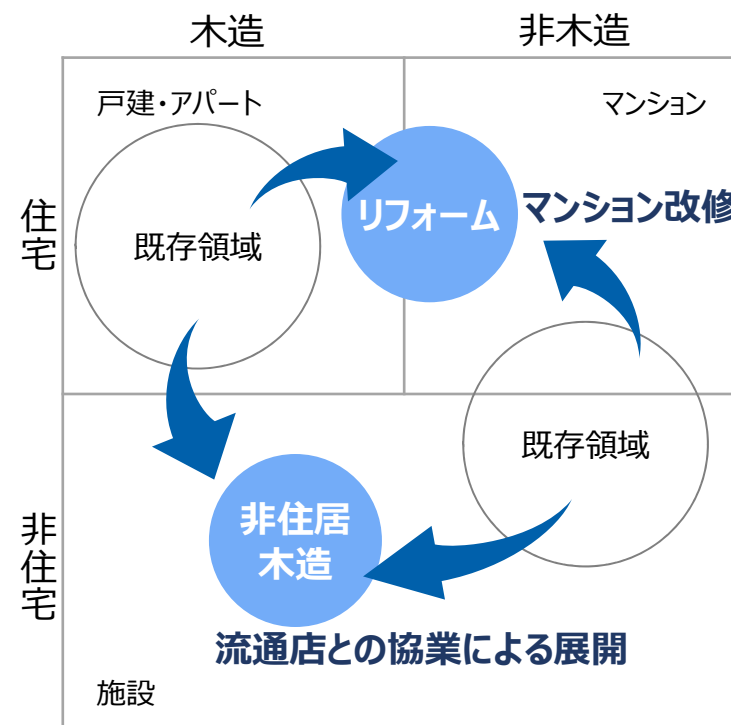 木造
非木造
戸建・アパート
マンション
住宅
既存領域
リフォーム
マンション改修
既存領域
非住宅
非住居
木造
流通店との協業による展開
施設